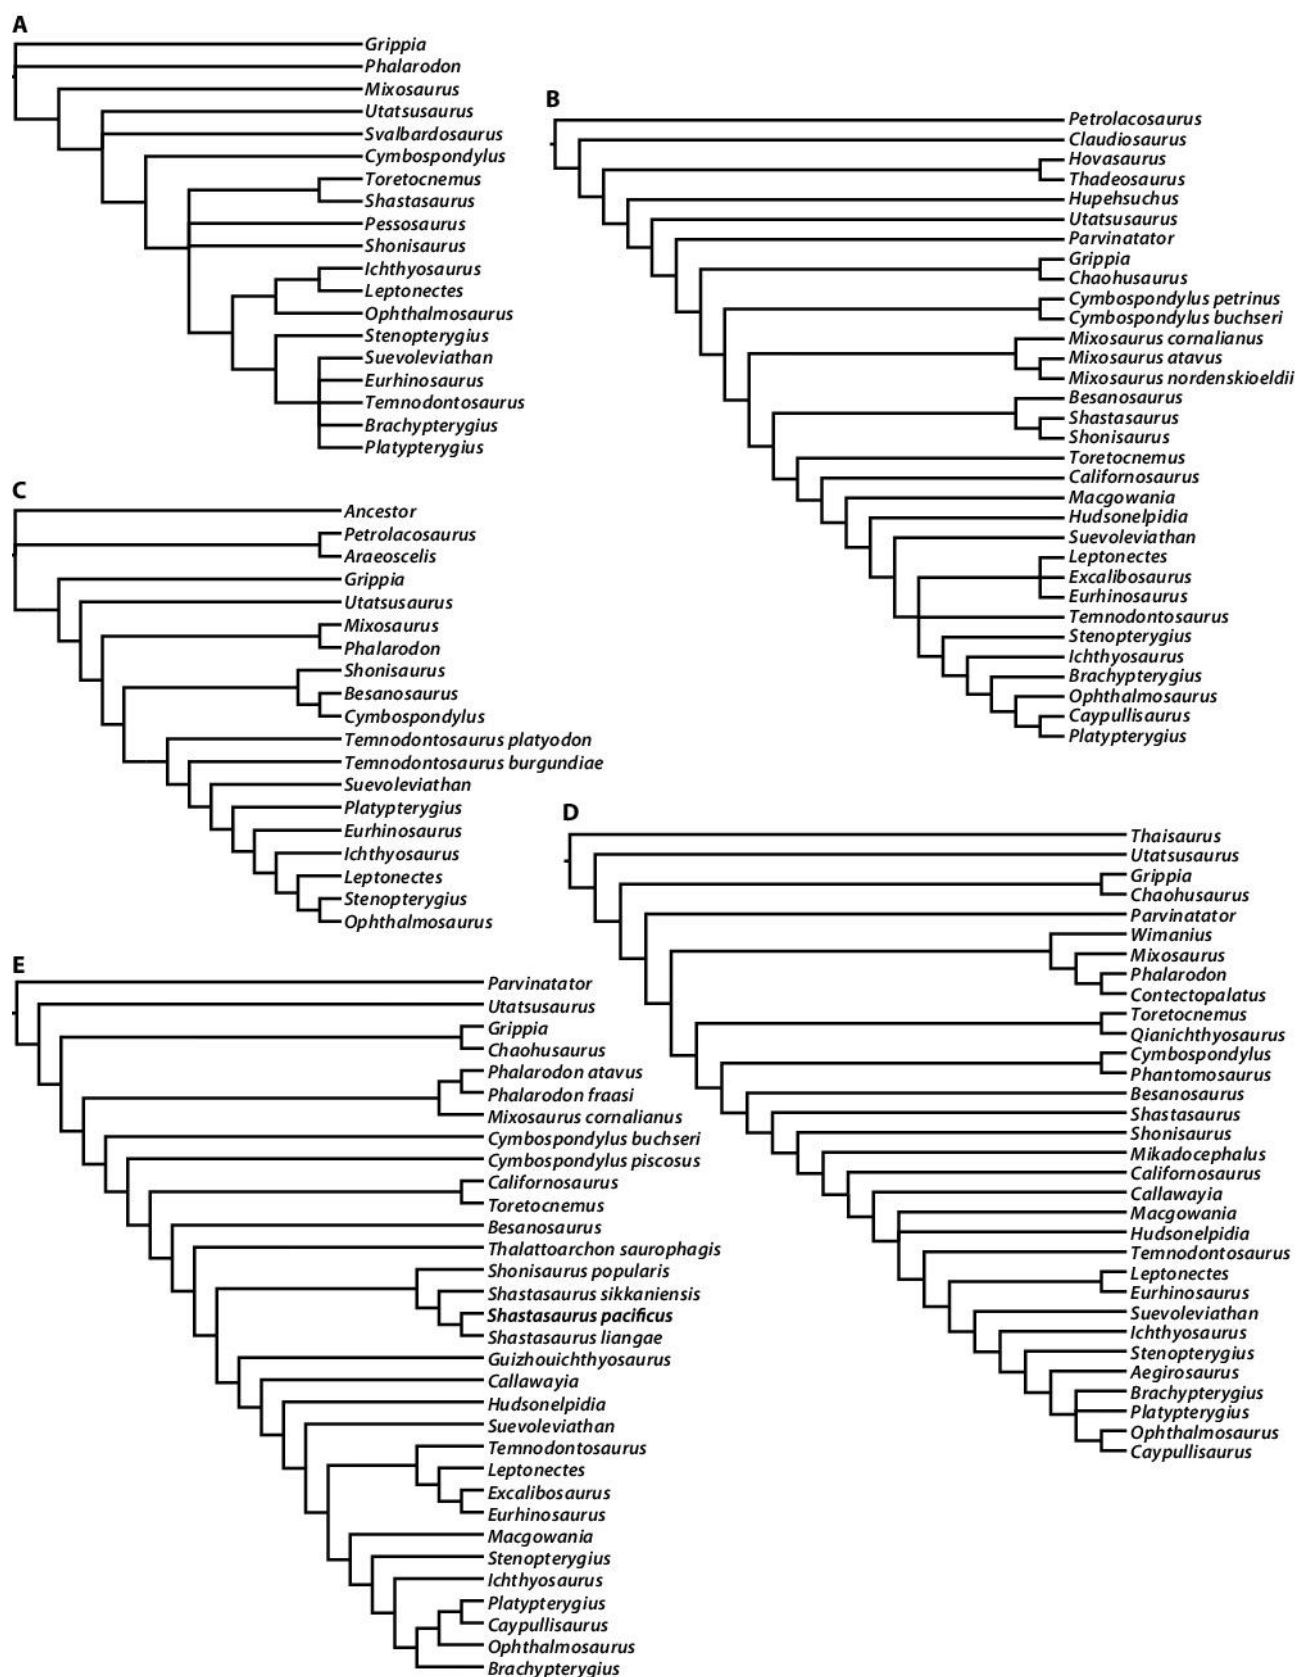 A
Grippia
Phalarodon
Mixosaurus
Utatsusaurus
Svalbardosaurus
Cymbospondylus
Toretocnemus
Shastasaurus
Pessosaurus
Shonisaurus
Ichthyosaurus
Leptonectes
Ophthalmosaurus
Stenopterygius
Suevoleviathan
Eurhinosaurus
Temnodontosaurus
Brachypterygius
Platypterygius
B
Petrolacosaurus
Claudiosaurus
Hovasaurus
Thadeosaurus
Hupehsuchus
Utatsusaurus
Parvinatator
Grippia
Chaohusaurus
Cymbospondylus petrinus
Cymbospondylus buchseri
Mixosaurus cornalianus
Mixosaurus atavus
Mixosaurus nordenskioeldii
Besanosaurus
Shastasaurus
Shonisaurus
Toretocnemus
Californosaurus
Macgowania
Hudsonelpidia
Suevoleviathan
Leptonectes
Excalibosaurus
Eurhinosaurus
Temnodontosaurus
Stenopterygius
Ichthyosaurus
Brachypterygius
Ophthalmosaurus
Caypullisaurus
Platypterygius
C
Ancestor
Petrolacosaurus
Araeoscelis
Grippia
Utatsusaurus
Mixosaurus
Phalarodon
Shonisaurus
Besanosaurus
Cymbospondylus
Temnodontosaurus platyodon
Temnodontosaurus burgundiae
Suevoleviathan
Platypterygius
Eurhinosaurus
Ichthyosaurus
Leptonectes
Stenopterygius
Ophthalmosaurus
D
Thaisaurus
Utatsusaurus
Grippia
Chaohusaurus
Parvinatator
Wimanius
Mixosaurus
Phalarodon
Contectopalatus
Toretocnemus
Qianichthyosaurus
Cymbospondylus
Phantomosaurus
Besanosaurus
Shastasaurus
Shonisaurus
Mikadocephalus
Californosaurus
Callawayia
Macgowania
Hudsonelpidia
Temnodontosaurus
Leptonectes
Eurhinosaurus
Suevoleviathan
Ichthyosaurus
Stenopterygius
Aegirosaurus
Brachypterygius
Platypterygius
Ophthalmosaurus
Caypullisaurus
E
Parvinatator
Utatsusaurus
Grippia
Chaohusaurus
Phalarodon atavus
Phalarodon fraasi
Mixosaurus cornalianus
Cymbospondylus buchseri
Cymbospondylus piscosus
Californosaurus
Toretocnemus
Besanosaurus
Thalattoarchon saurophagis
Shonisaurus popularis
Shastasaurus sikkaniensis
Shastasaurus pacificus
Shastasaurus liangae
Guizhouichthyosaurus
Callawayia
Hudsonelpidia
Suevoleviathan
Temnodontosaurus
Leptonectes
Excalibosaurus
Eurhinosaurus
Macgowania
Stenopterygius
Ichthyosaurus
Platypterygius
Caypullisaurus
Ophthalmosaurus
Brachypterygius